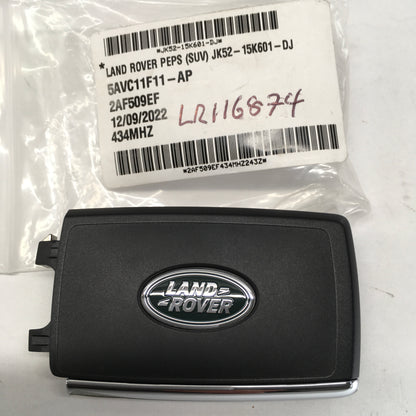 *JK52-15K601-DJ*
*LAND ROVER PEPS (SUV) JK52-15K601-DJ
5AVC11F11-AP
2AF509EF
12/09/2022
434MHZ
LR116874
*2AF509EF434MHZ243Z*
LAND
ROVER